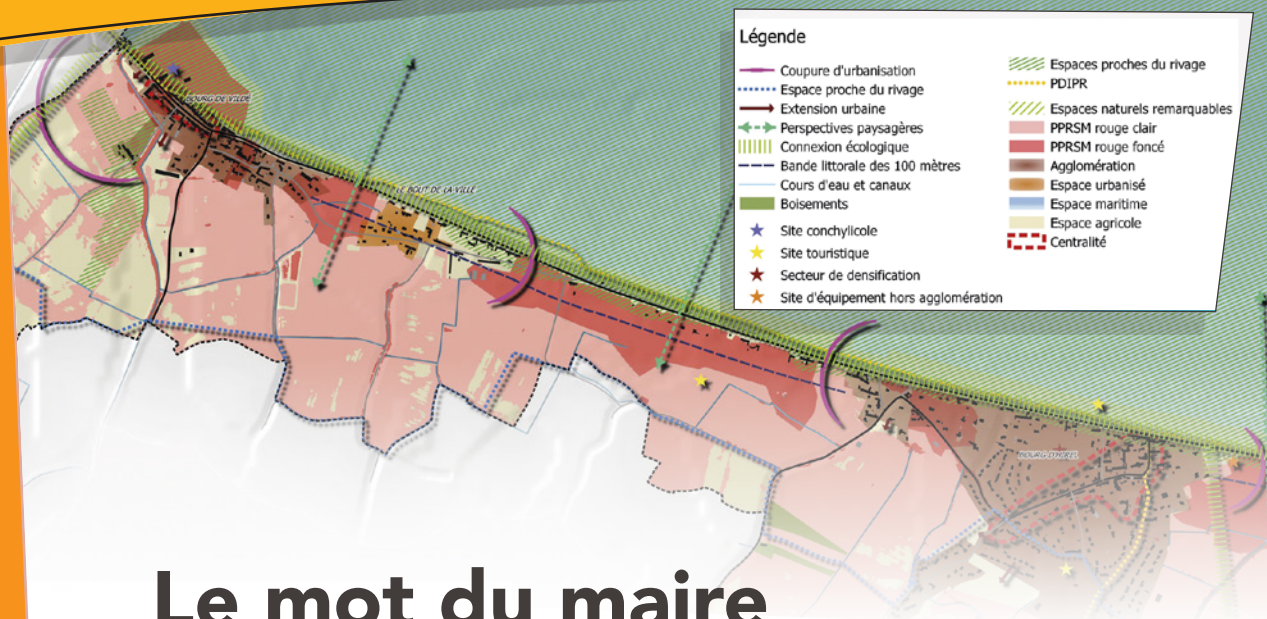 Légende
Coupure d'urbanisation
Espace proche du rivage
Extension urbaine
Perspectives paysagères
Connexion écologique
Bande littorale des 100 mètres
Cours d'eau et canaux
Boisements
Site conchylicole
Site touristique
Secteur de densification
Site d'équipement hors agglomération
Espaces proches du rivage
PDIPR
Espaces naturels remarquables
PPRSM rouge clair
PPRSM rouge foncé
Agglomération
Espace urbanisé
Espace maritime
Espace agricole
Centralité
BOURG DE VILDE
LE BOUT DE LA VILLE
BOURG D'HIREL
Le mot du maire